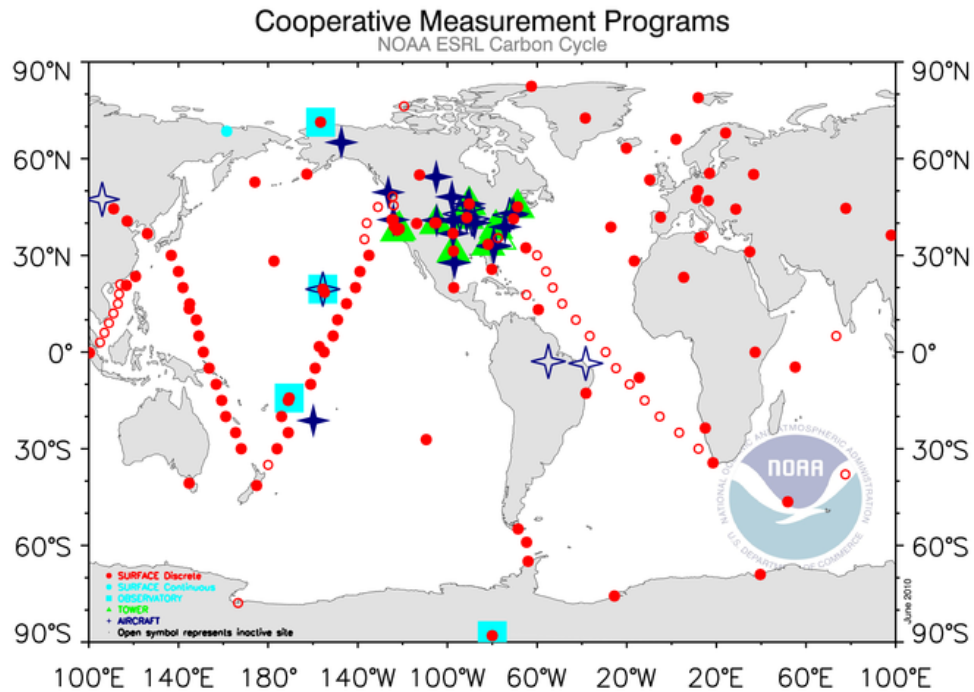 Cooperative Measurement Programs
NOAA ESRL Carbon Cycle
90°N 90°N
60°N 60°N
30°N 30°N
0° 0°
30°S 30°S
60°S 60°S
90°S 90°S
NATIONAL OCEANIC AND ATMOSPHERIC ADMINISTRATION
NOAA
U.S. DEPARTMENT OF COMMERCE
SURFACE Discrete
SURFACE Continuous
OBSERVATORY
TOWER
AIRCRAFT
Open symbol represents inactive site
June 2010
100°E 140°E 180° 140°W 100°W 60°W 20°W 20°E 60°E 100°E